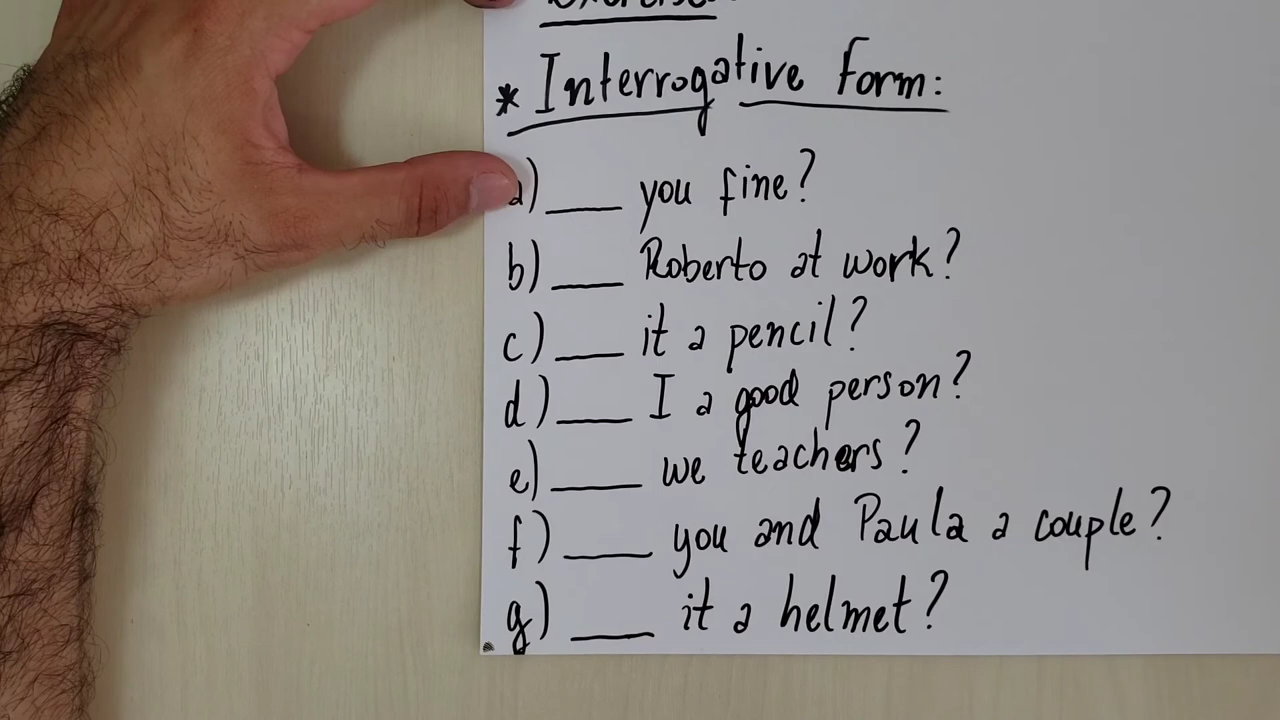 Exercise
* Interrogative form:
a) ___ you fine?
b) ___ Roberto at work?
c) ___ it a pencil?
d) ___ I a good person?
e) ___ we teachers?
f) ___ you and Paula a couple?
g) ___ it a helmet?